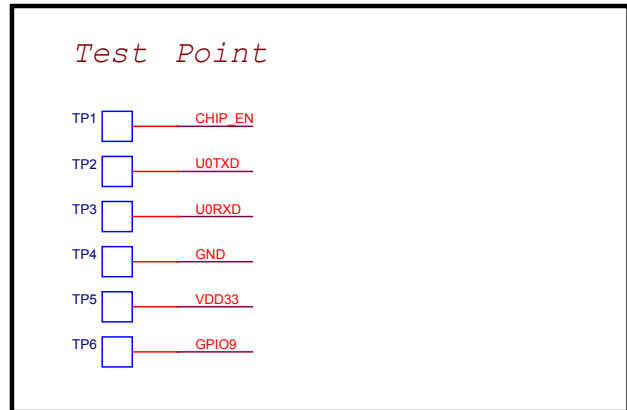 Test Point
TP1 CHIP_EN
TP2 U0TXD
TP3 U0RXD
TP4 GND
TP5 VDD33
TP6 GPIO9